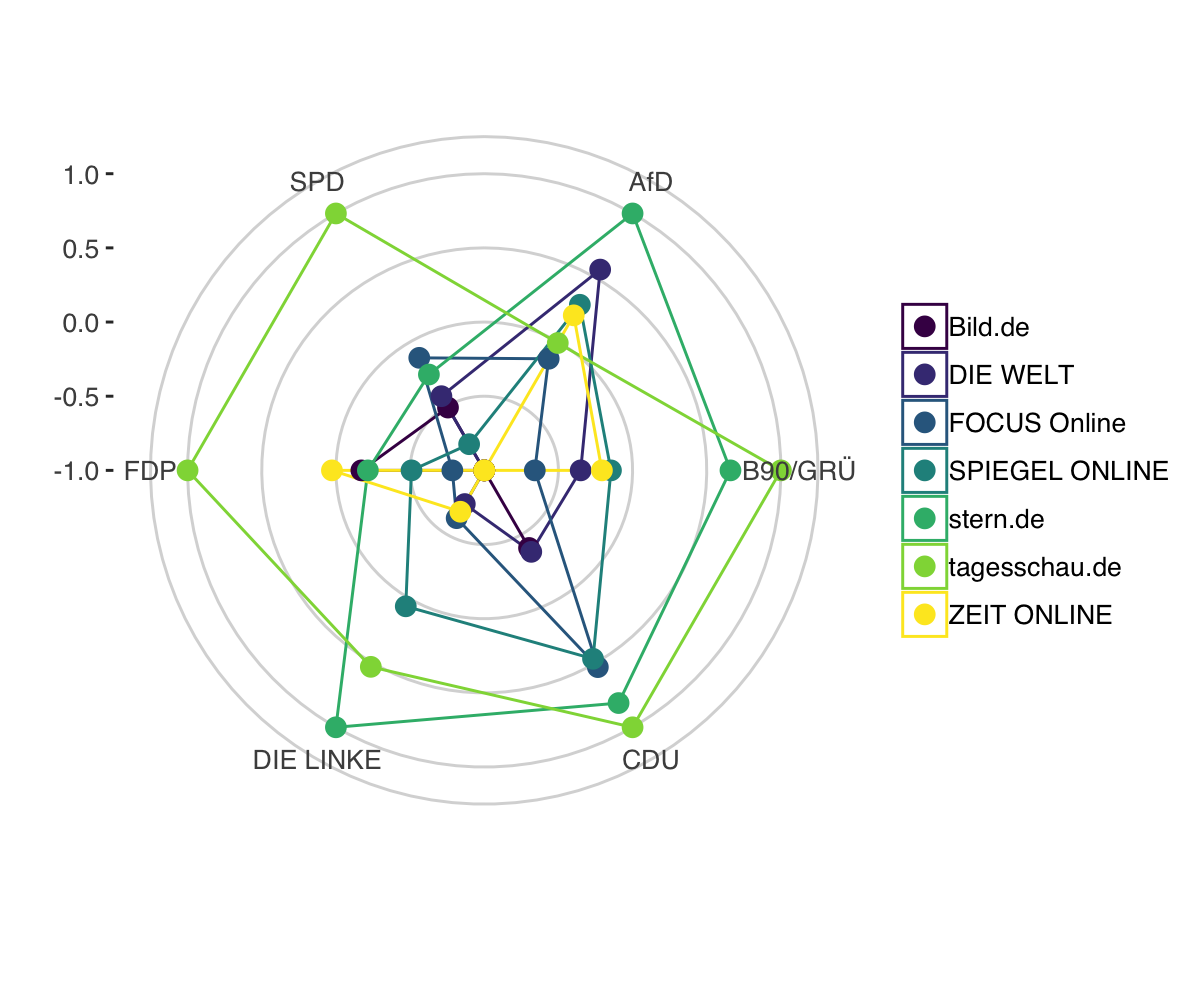 1.0
0.5
0.0
-0.5
-1.0
SPD
AfD
FDP
B90/GRÜ
DIE LINKE
CDU
Bild.de
DIE WELT
FOCUS Online
SPIEGEL ONLINE
stern.de
tagesschau.de
ZEIT ONLINE